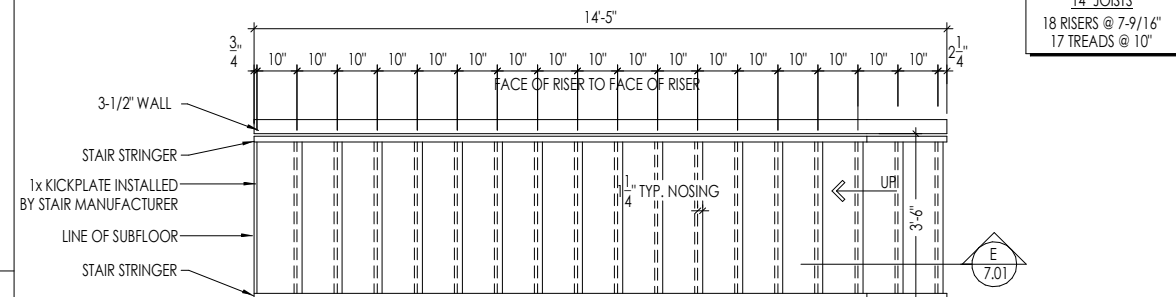 14" JOISTS
18 RISERS @ 7-9/16"
17 TREADS @ 10"
14'-5"
3/4" 10" 10" 10" 10" 10" 10" 10" 10" 10" 10" 10" 10" 10" 10" 10" 10" 10" 2 1/4"
FACE OF RISER TO FACE OF RISER
3-1/2" WALL
STAIR STRINGER
1x KICKPLATE INSTALLED
BY STAIR MANUFACTURER
1 1/4" TYP. NOSING
UP
3'-6"
LINE OF SUBFLOOR
STAIR STRINGER
E
7.01